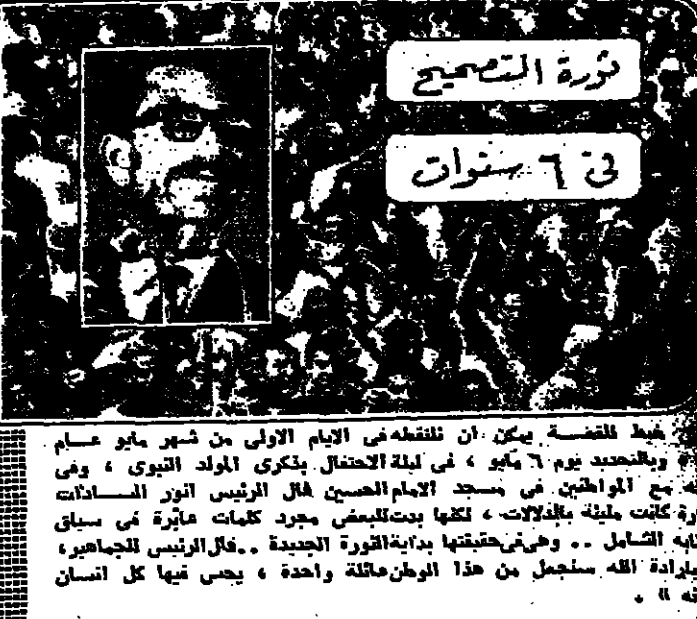 ثورة التصحيح
فى ٦ سنوات
خيط للقصة يمكن ان نلتقطه فى الايام الاولى من شهر مايو عام
وبالتحديد يوم ٦ مايو ، فى ليلة الاحتفال بذكرى المولد النبوى ، وفى
مع المواطنين فى مسجد الامام الحسين قال الرئيس انور السادات
كانت مليئة بالدلالات ، لكنها بدت للبعض مجرد كلمات عابرة فى سياق
الشامل .. وهى فى حقيقتها بداية الثورة الجديدة .. قال الرئيس للجماهير ،
بارادة الله سنجعل من هذا الوطن عائلة واحدة ، يحس فيها كل انسان